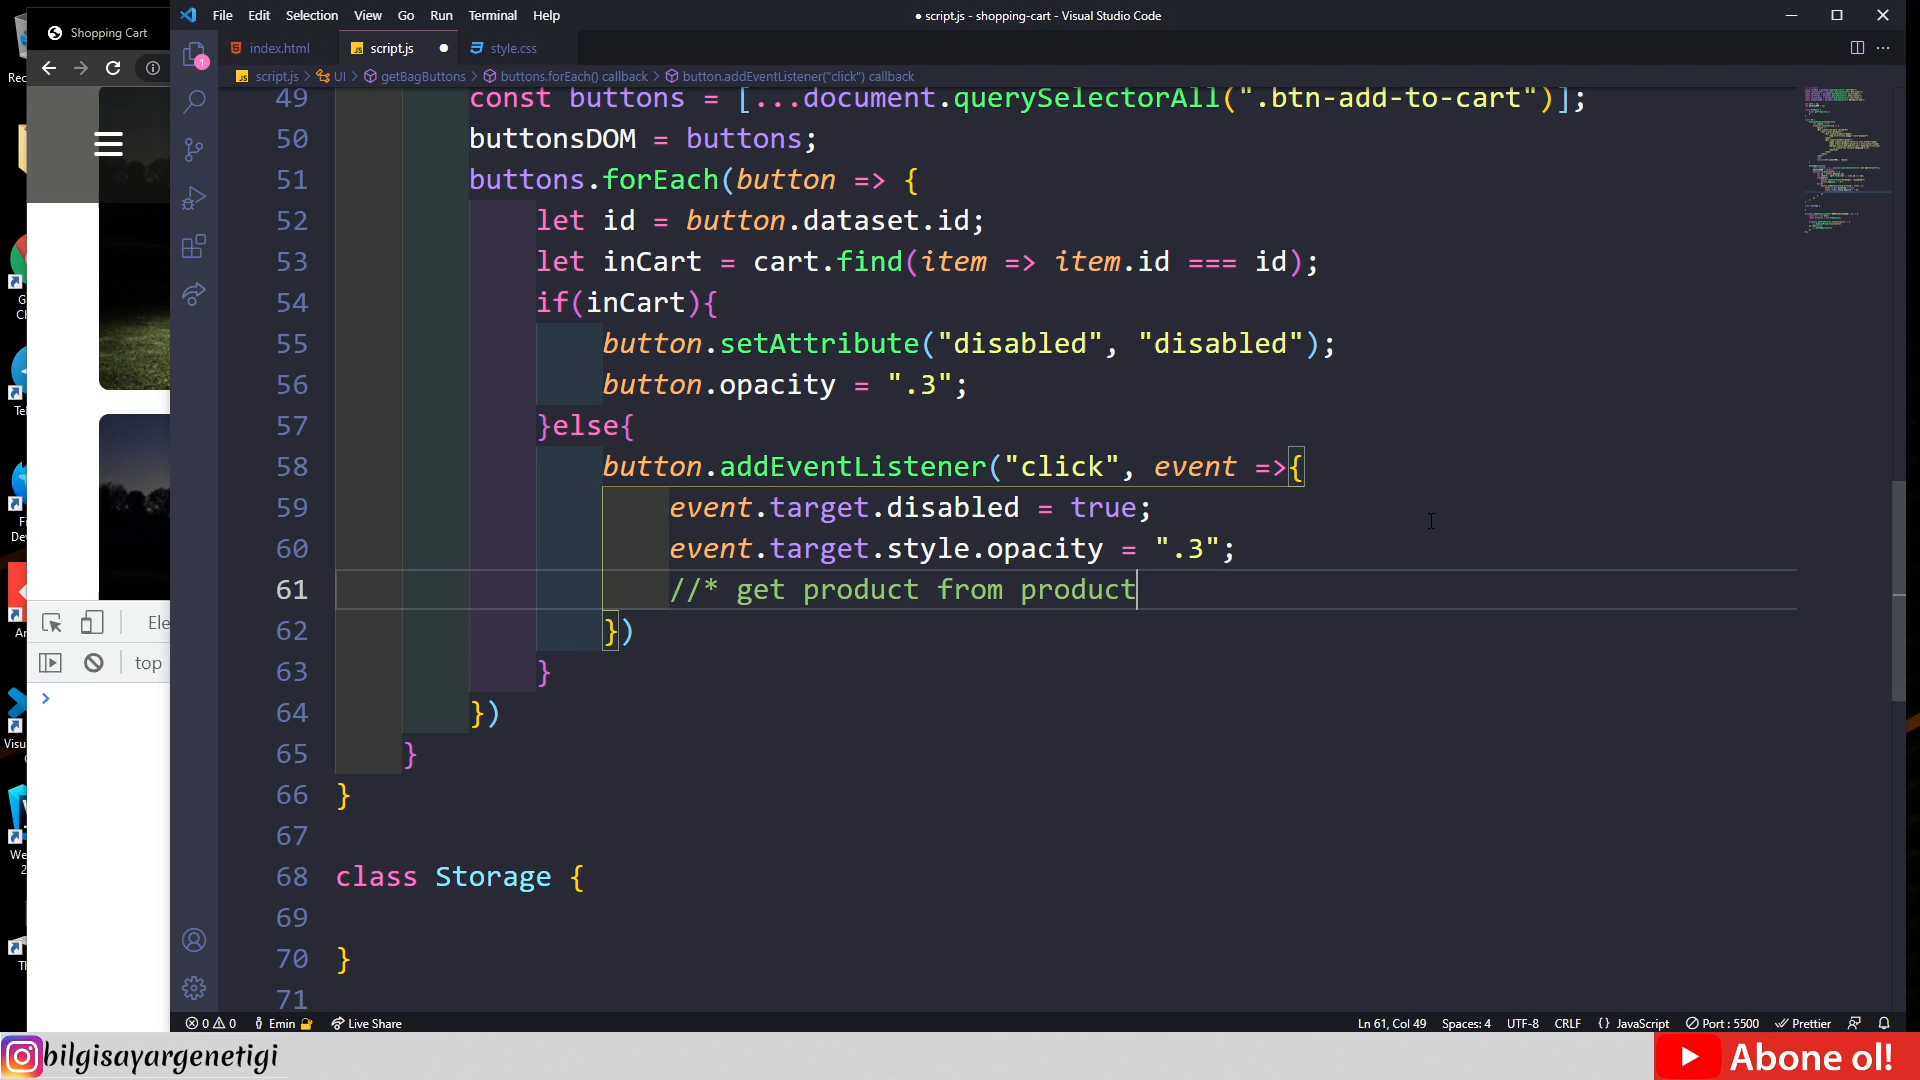 Shopping Cart
File Edit Selection View Go Run Terminal Help
● script.js - shopping-cart - Visual Studio Code
index.html script.js style.css
script.js > UI > getBagButtons > buttons.forEach() callback > button.addEventListener("click") callback
49 const buttons = [...document.querySelectorAll(".btn-add-to-cart")];
50 buttonsDOM = buttons;
51 buttons.forEach(button => {
52 let id = button.dataset.id;
53 let inCart = cart.find(item => item.id === id);
54 if(inCart){
55 button.setAttribute("disabled", "disabled");
56 button.opacity = ".3";
57 }else{
58 button.addEventListener("click", event =>{
59 event.target.disabled = true;
60 event.target.style.opacity = ".3";
61 //* get product from product
62 })
63 }
64 })
65 }
66 }
67
68 class Storage {
69
70 }
71
1
Ele
top
>
0 0 Emin Live Share
Ln 61, Col 49 Spaces: 4 UTF-8 CRLF {} JavaScript Port : 5500 Prettier
bilgisayargenetigi
Abone ol!